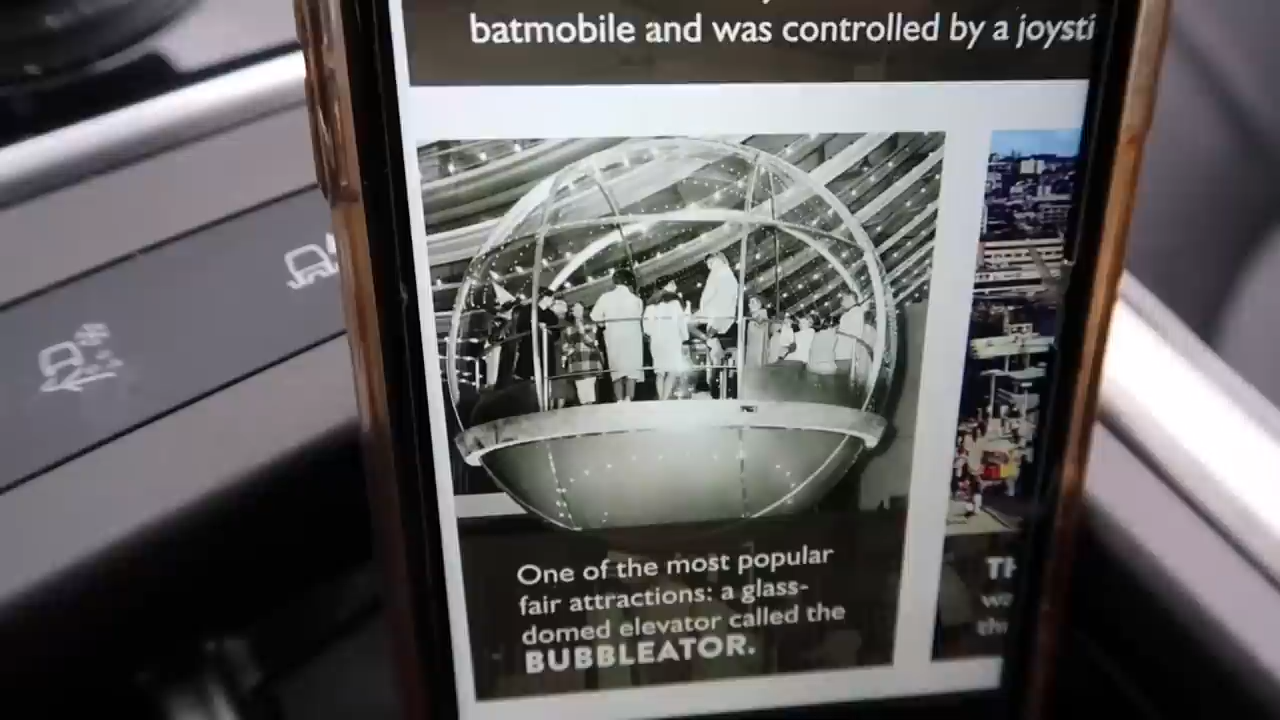 batmobile and was controlled by a joysti
One of the most popular
fair attractions: a glass-
domed elevator called the
BUBBLEATOR.